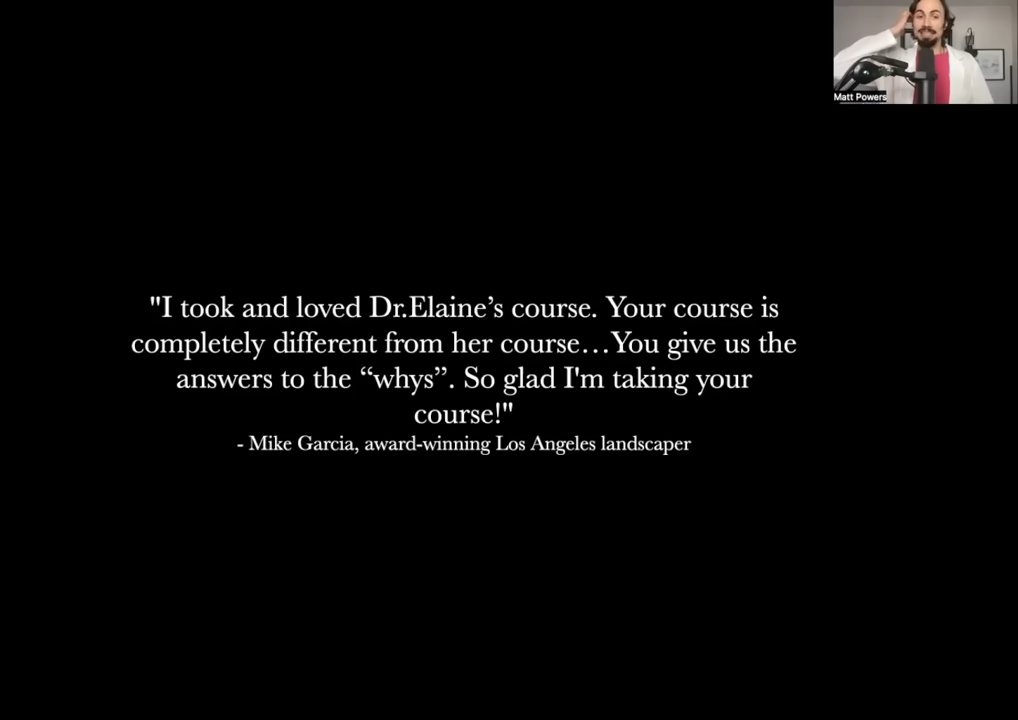 Matt Powers
"I took and loved Dr.Elaine’s course. Your course is
completely different from her course…You give us the
answers to the “whys”. So glad I'm taking your
course!"
- Mike Garcia, award-winning Los Angeles landscaper